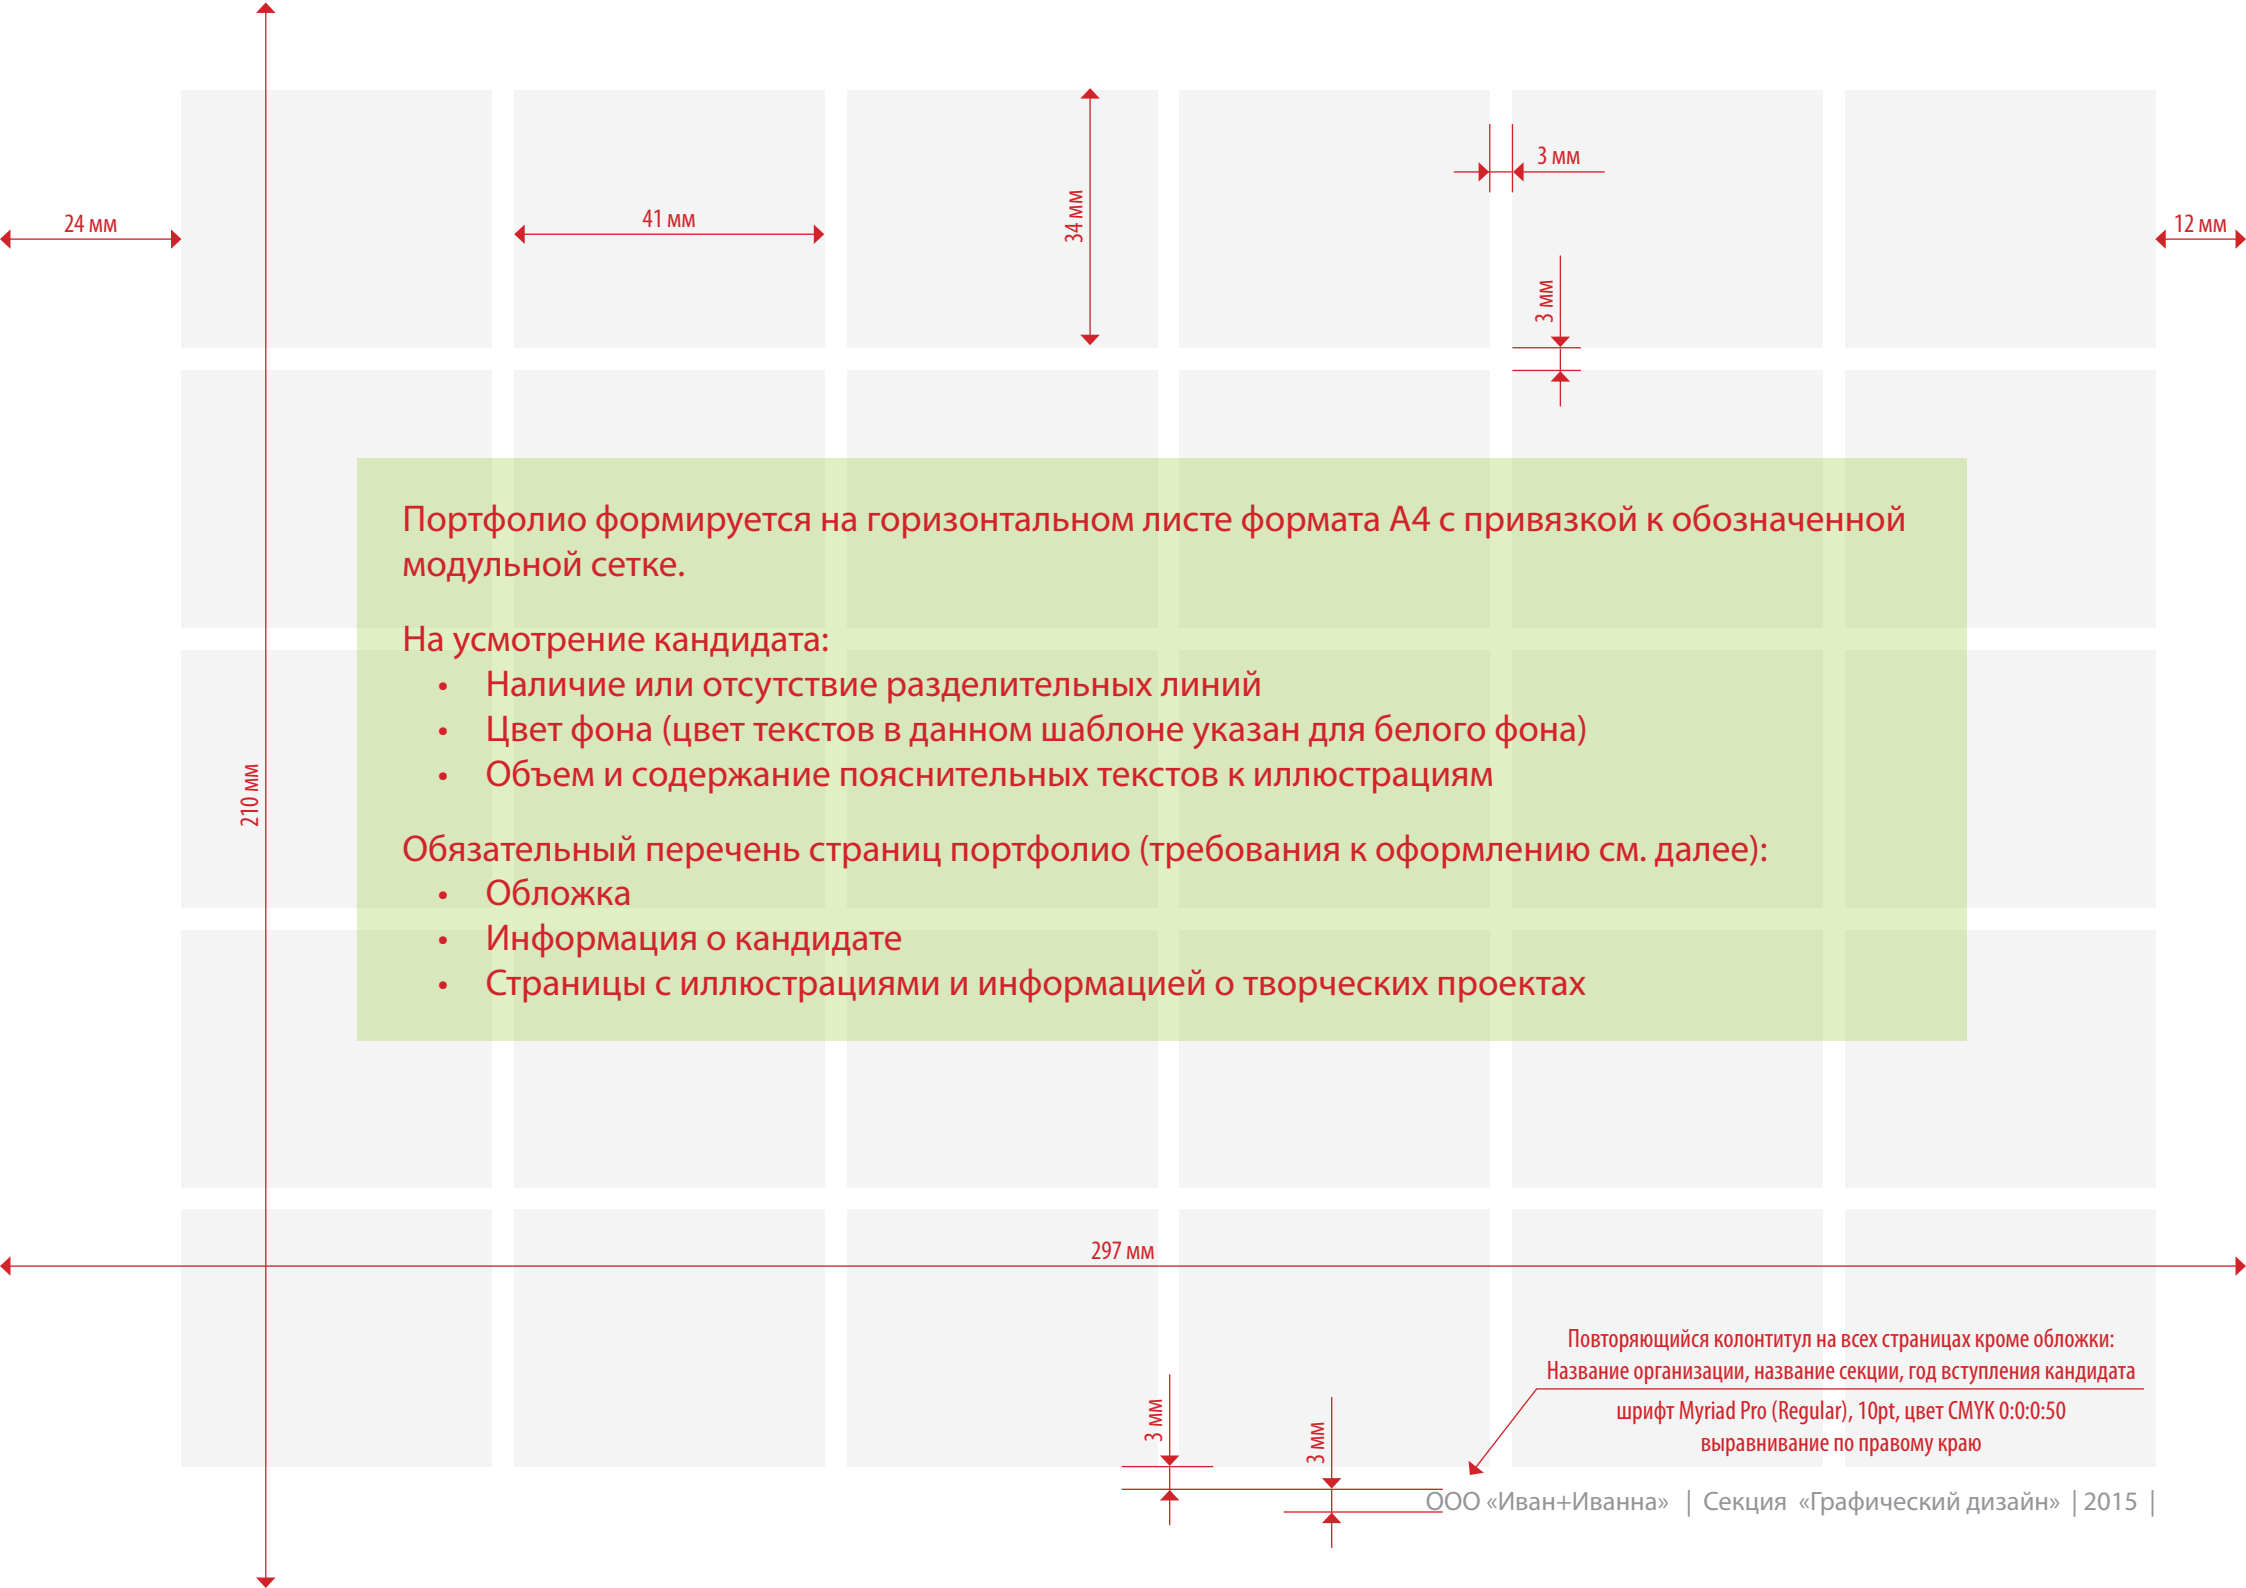 3 мм
24 мм
41 мм
34 мм
12 мм
3 мм
Портфолио формируется на горизонтальном листе формата А4 с привязкой к обозначенной
модульной сетке.
На усмотрение кандидата:
• Наличие или отсутствие разделительных линий
• Цвет фона (цвет текстов в данном шаблоне указан для белого фона)
• Объем и содержание пояснительных текстов к иллюстрациям
210 мм
Обязательный перечень страниц портфолио (требования к оформлению см. далее):
• Обложка
• Информация о кандидате
• Страницы с иллюстрациями и информацией о творческих проектах
297 мм
Повторяющийся колонтитул на всех страницах кроме обложки:
Название организации, название секции, год вступления кандидата
шрифт Myriad Pro (Regular), 10pt, цвет CMYK 0:0:0:50
выравнивание по правому краю
3 мм
3 мм
ООО «Иван+Иванна» | Секция «Графический дизайн» | 2015 |